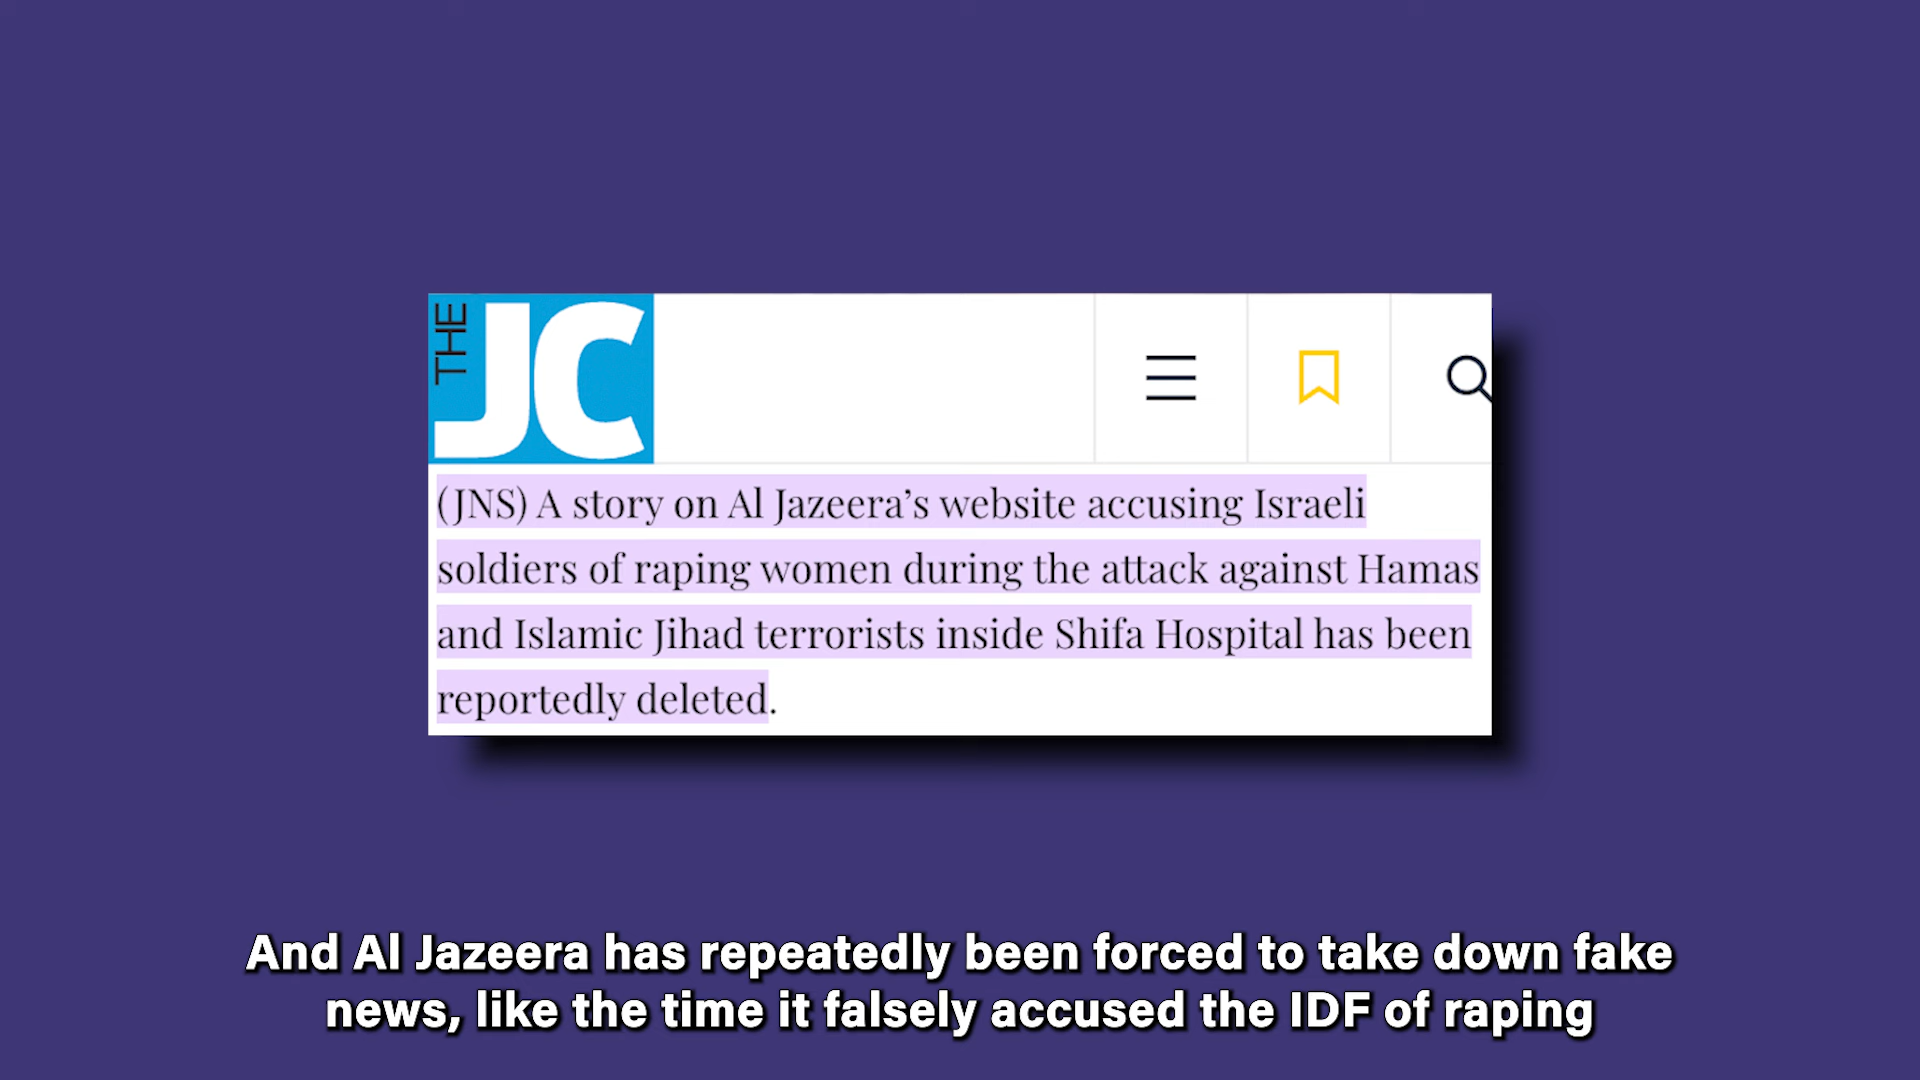 THE JC
(JNS) A story on Al Jazeera’s website accusing Israeli
soldiers of raping women during the attack against Hamas
and Islamic Jihad terrorists inside Shifa Hospital has been
reportedly deleted.
And Al Jazeera has repeatedly been forced to take down fake
news, like the time it falsely accused the IDF of raping